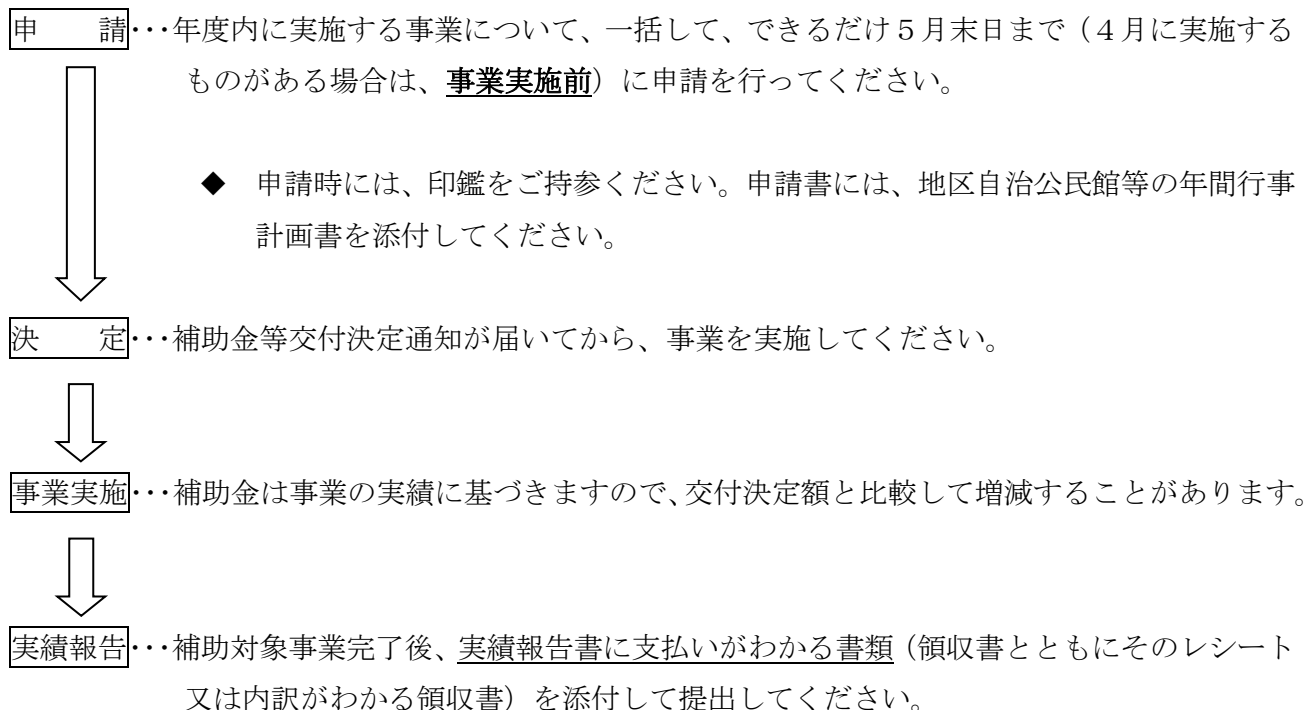 申　　請･･･年度内に実施する事業について、一括して、できるだけ５月末日まで（４月に実施する
ものがある場合は、事業実施前）に申請を行ってください。
◆　申請時には、印鑑をご持参ください。申請書には、地区自治公民館等の年間行事
計画書を添付してください。
決　　定･･･補助金等交付決定通知が届いてから、事業を実施してください。
事業実施･･･補助金は事業の実績に基づきますので、交付決定額と比較して増減することがあります。
実績報告･･･補助対象事業完了後、実績報告書に支払いがわかる書類（領収書とともにそのレシート
又は内訳がわかる領収書）を添付して提出してください。